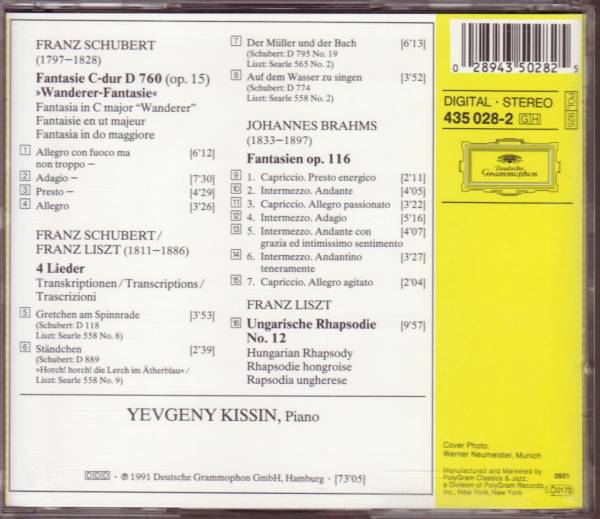 FRANZ SCHUBERT
(1797–1828)
Fantasie C-dur D 760 (op. 15)
»Wanderer-Fantasie«
Fantasia in C major “Wanderer”
Fantaisie en ut majeur
Fantasia in do maggiore
1 Allegro con fuoco ma
non troppo – [6'12]
2 Adagio – [7'30]
3 Presto – [4'29]
4 Allegro [3'26]
FRANZ SCHUBERT/
FRANZ LISZT (1811–1886)
4 Lieder
Transkriptionen/Transcriptions/
Trascrizioni
5 Gretchen am Spinnrade [3'53]
(Schubert: D 118
Liszt: Searle 558 No. 8)
6 Ständchen [2'39]
(Schubert: D 889
»Horch! horch! die Lerch im Ätherblau«/
Liszt: Searle 558 No. 9)
7 Der Müller und der Bach [6'13]
(Schubert: D 795 No. 19
Liszt: Searle 565 No. 2)
8 Auf dem Wasser zu singen [3'52]
(Schubert: D 774
Liszt: Searle 558 No. 2)
JOHANNES BRAHMS
(1833–1897)
Fantasien op. 116
9 1. Capriccio. Presto energico [2'11]
10 2. Intermezzo. Andante [4'05]
11 3. Capriccio. Allegro passionato [3'22]
12 4. Intermezzo. Adagio [5'16]
13 5. Intermezzo. Andante con [4'07]
grazia ed intimissimo sentimento
14 6. Intermezzo. Andantino [3'27]
teneramente
15 7. Capriccio. Allegro agitato [2'04]
FRANZ LISZT
16 Ungarische Rhapsodie [9'57]
No. 12
Hungarian Rhapsody
Rhapsodie hongroise
Rapsodia ungherese
YEVGENY KISSIN, Piano
DDD · ℗ 1991 Deutsche Grammophon GmbH, Hamburg · [73'05]
0 28943 50282 5
DIGITAL · STEREO
435 028-2 GH
POL 925
Deutsche
Grammophon
Cover Photo:
Werner Neumeister, Munich
Manufactured and Marketed by
PolyGram Classics & Jazz,
a Division of PolyGram Records,
Inc., New York, New York
0501